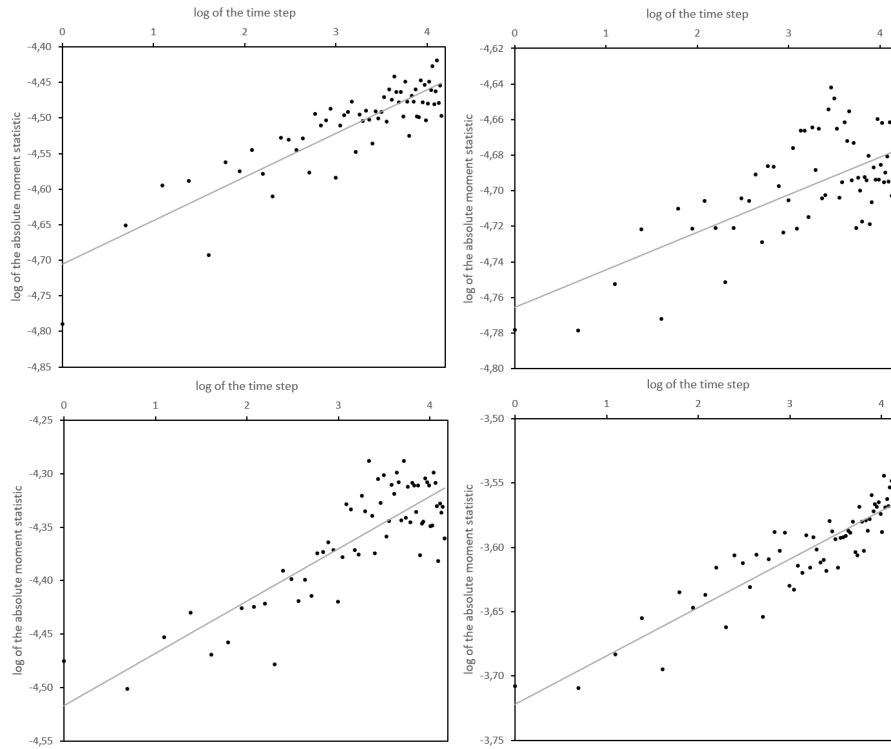 log of the time step
0 1 2 3 4
-4,40
-4,45
-4,50
-4,55
-4,60
-4,65
-4,70
-4,75
-4,80
-4,85
log of the absolute moment statistic
log of the time step
0 1 2 3 4
-4,62
-4,64
-4,66
-4,68
-4,70
-4,72
-4,74
-4,76
-4,78
-4,80
log of the absolute moment statistic
log of the time step
0 1 2 3 4
-4,25
-4,30
-4,35
-4,40
-4,45
-4,50
-4,55
log of the absolute moment statistic
log of the time step
0 1 2 3 4
-3,50
-3,55
-3,60
-3,65
-3,70
-3,75
log of the absolute moment statistic